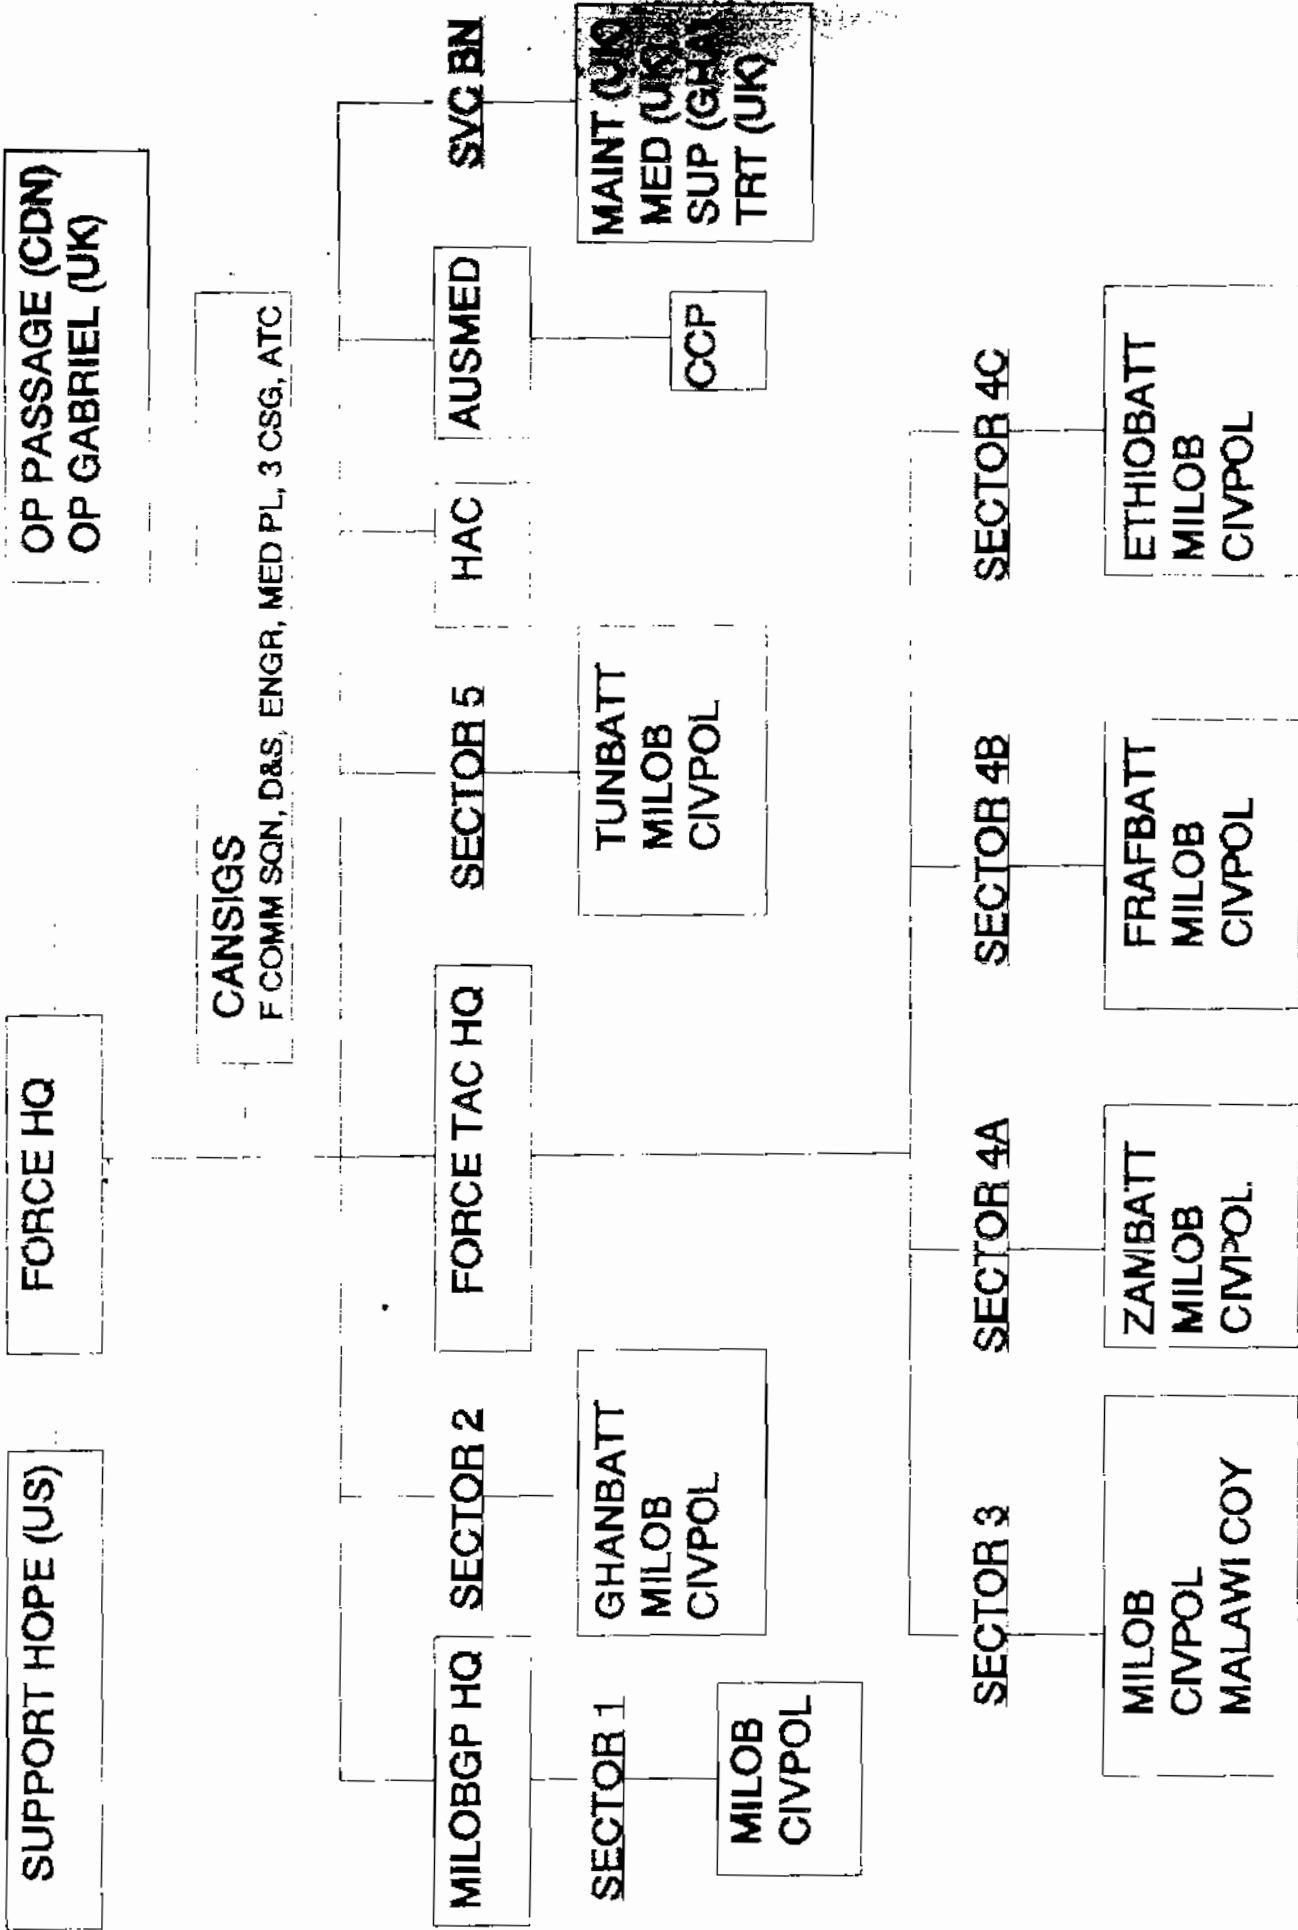 SUPPORT HOPE (US)
FORCE HQ
OP PASSAGE (CDN)
OP GABRIEL (UK)
CANSIGS
F COMM SQN, D&S, ENGR, MED PL, 3 CSG, ATC
MILOBGP HQ
SECTOR 2
FORCE TAC HQ
SECTOR 5
HAC
AUSMED
SVC BN
SECTOR 1
MILOB
CIVPOL
GHANBATT
MILOB
CIVPOL
TUNBATT
MILOB
CIVPOL
CCP
MAINT (UK)
MED (UK)
SUP (GHA)
TRT (UK)
SECTOR 3
SECTOR 4A
SECTOR 4B
SECTOR 4C
MILOB
CIVPOL
MALAWI COY
ZAMBATT
MILOB
CIVPOL
FRAFBATT
MILOB
CIVPOL
ETHIOBATT
MILOB
CIVPOL